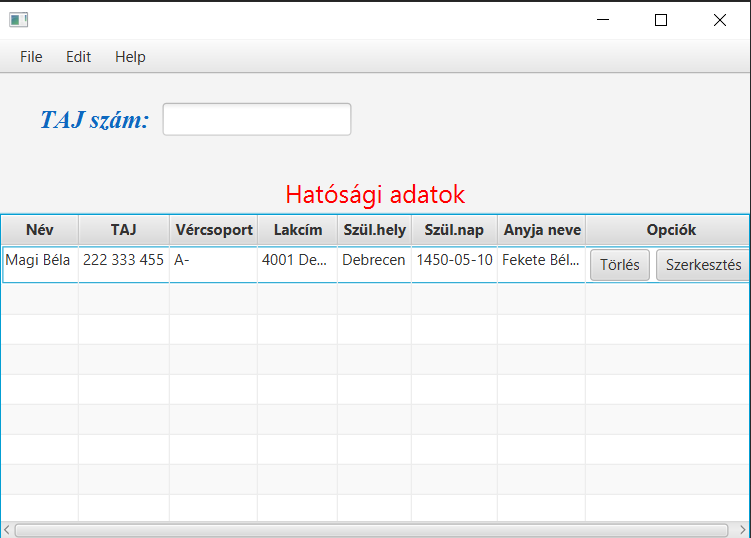 File Edit Help
TAJ szám:
Hatósági adatok
Név TAJ Vércsoport Lakcím Szül.hely Szül.nap Anyja neve Opciók
Magi Béla 222 333 455 A- 4001 De... Debrecen 1450-05-10 Fekete Bél... Törlés Szerkesztés